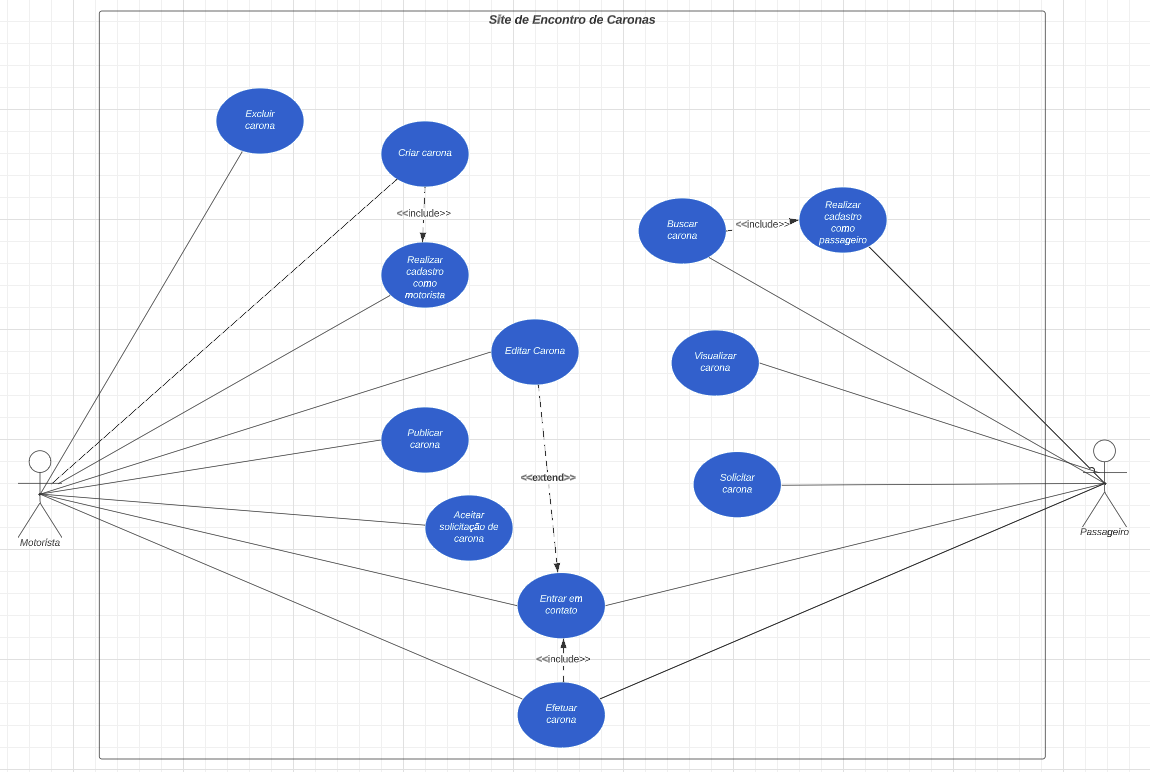 Site de Encontro de Caronas
Excluir
carona
Criar carona
<<include>>
Realizar
cadastro
como
motorista
Buscar
carona
<<include>>
Realizar
cadastro
como
passageiro
Editar Carona
Visualizar
carona
Publicar
carona
<<extend>>
Solicitar
carona
Aceitar
solicitação de
carona
Motorista
Passageiro
Entrar em
contato
<<include>>
Efetuar
carona